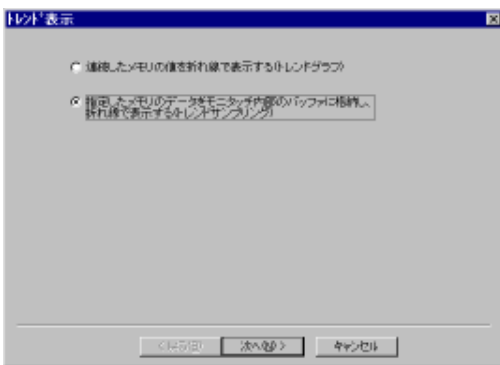 トレンド表示
連続したメモリの値を折れ線で表示する(トレンドグラフ)
指定したメモリのデータをモニタッチ内部のバッファに格納し、
折れ線で表示する(トレンドサンプリング)
< 戻る(B)
次へ(N) >
キャンセル